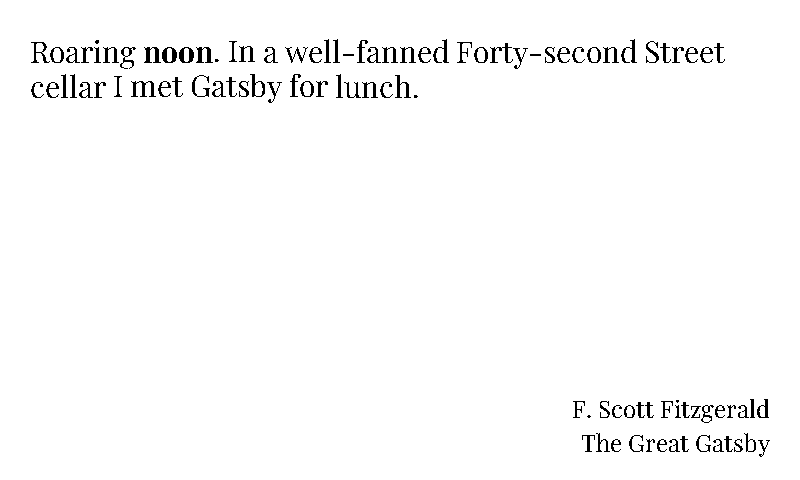 Roaring noon. In a well-fanned Forty-second Street
cellar I met Gatsby for lunch.
F. Scott Fitzgerald
The Great Gatsby